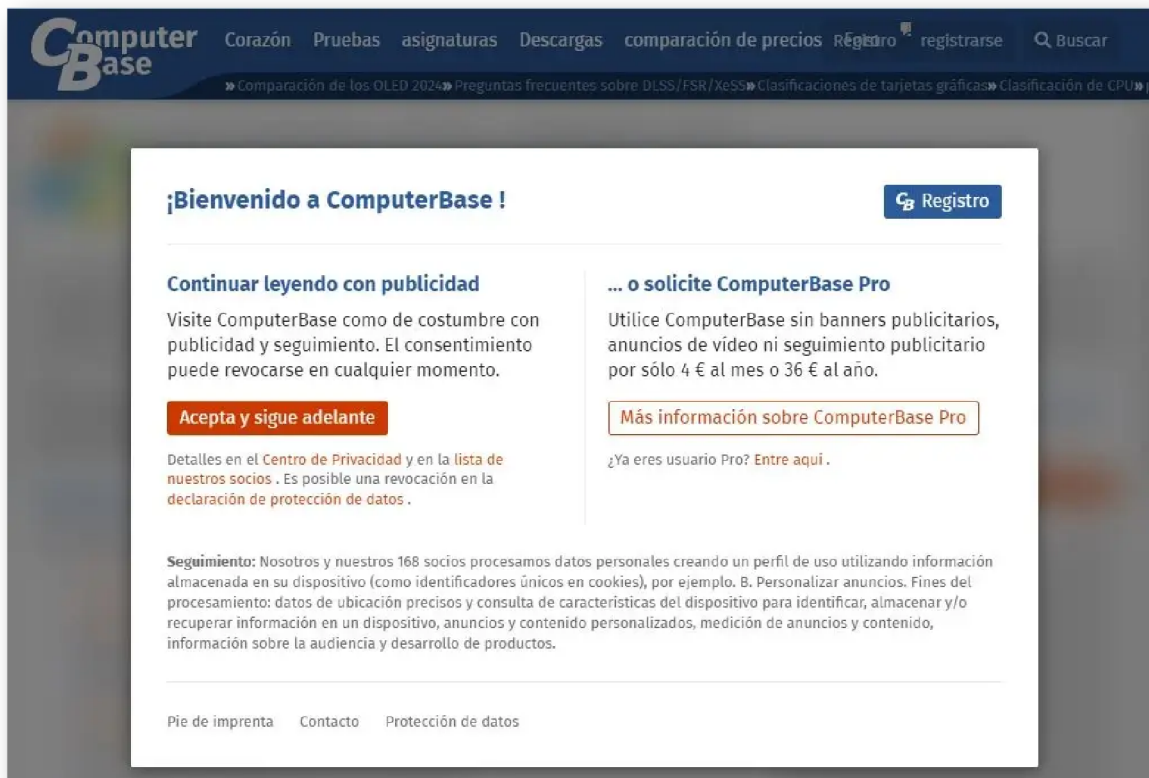 ComputerBase
Corazón Pruebas asignaturas Descargas comparación de precios registrarse Buscar
»Comparación de los OLED 2024»Preguntas frecuentes sobre DLSS/FSR/XeSS»Clasificaciones de tarjetas gráficas»Clasificación de CPU»
¡Bienvenido a ComputerBase !
CB Registro
Continuar leyendo con publicidad
Visite ComputerBase como de costumbre con
publicidad y seguimiento. El consentimiento
puede revocarse en cualquier momento.
Acepta y sigue adelante
Detalles en el Centro de Privacidad y en la lista de
nuestros socios . Es posible una revocación en la
declaración de protección de datos .
... o solicite ComputerBase Pro
Utilice ComputerBase sin banners publicitarios,
anuncios de vídeo ni seguimiento publicitario
por sólo 4 € al mes o 36 € al año.
Más información sobre ComputerBase Pro
¿Ya eres usuario Pro? Entre aquí .
Seguimiento: Nosotros y nuestros 168 socios procesamos datos personales creando un perfil de uso utilizando información
almacenada en su dispositivo (como identificadores únicos en cookies), por ejemplo. B. Personalizar anuncios. Fines del
procesamiento: datos de ubicación precisos y consulta de características del dispositivo para identificar, almacenar y/o
recuperar información en un dispositivo, anuncios y contenido personalizados, medición de anuncios y contenido,
información sobre la audiencia y desarrollo de productos.
Pie de imprenta Contacto Protección de datos